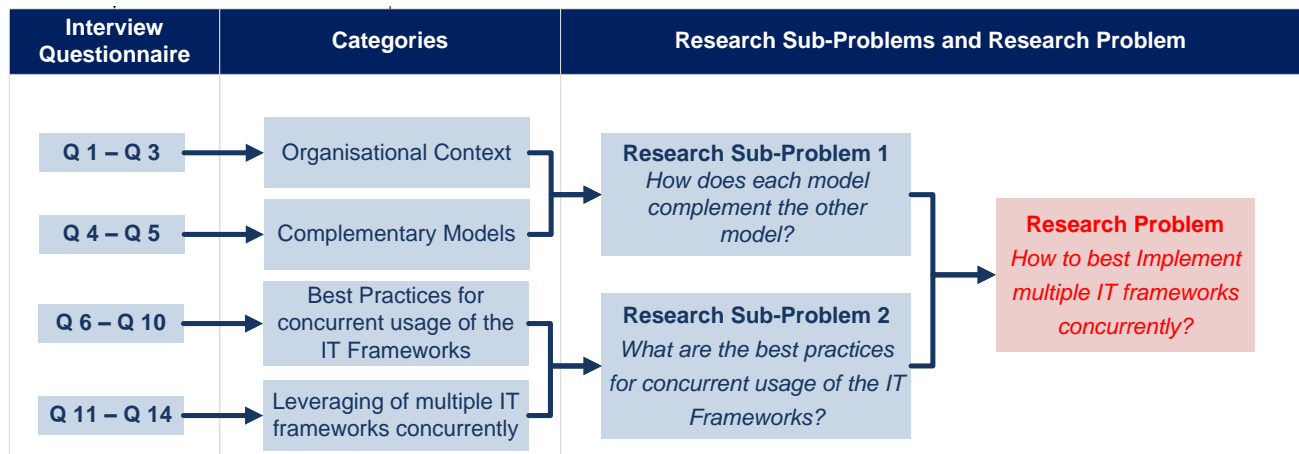 Interview
Questionnaire
Categories
Research Sub-Problems and Research Problem
Q 1 – Q 3
Organisational Context
Q 4 – Q 5
Complementary Models
Q 6 – Q 10
Best Practices for
concurrent usage of the
IT Frameworks
Q 11 – Q 14
Leveraging of multiple IT
frameworks concurrently
Research Sub-Problem 1
How does each model
complement the other
model?
Research Sub-Problem 2
What are the best practices
for concurrent usage of the IT
Frameworks?
Research Problem
How to best Implement
multiple IT frameworks
concurrently?